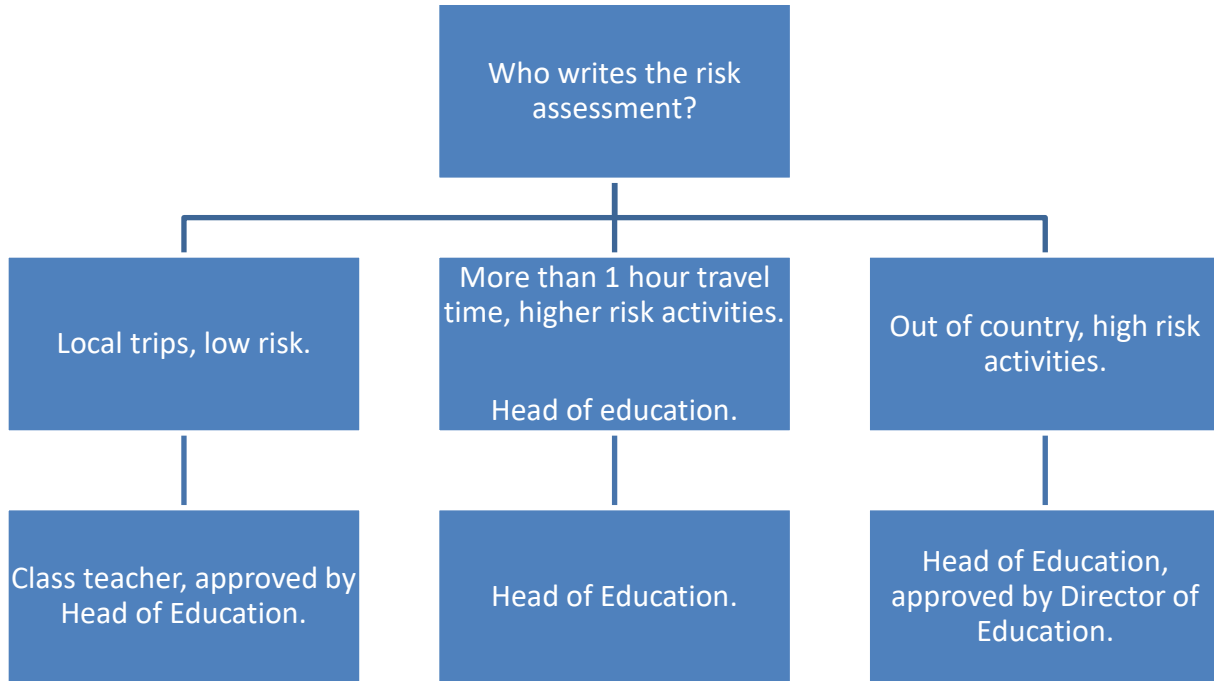 Who writes the risk
assessment?
Local trips, low risk.
More than 1 hour travel
time, higher risk activities.
Head of education.
Out of country, high risk
activities.
Class teacher, approved by
Head of Education.
Head of Education.
Head of Education,
approved by Director of
Education.